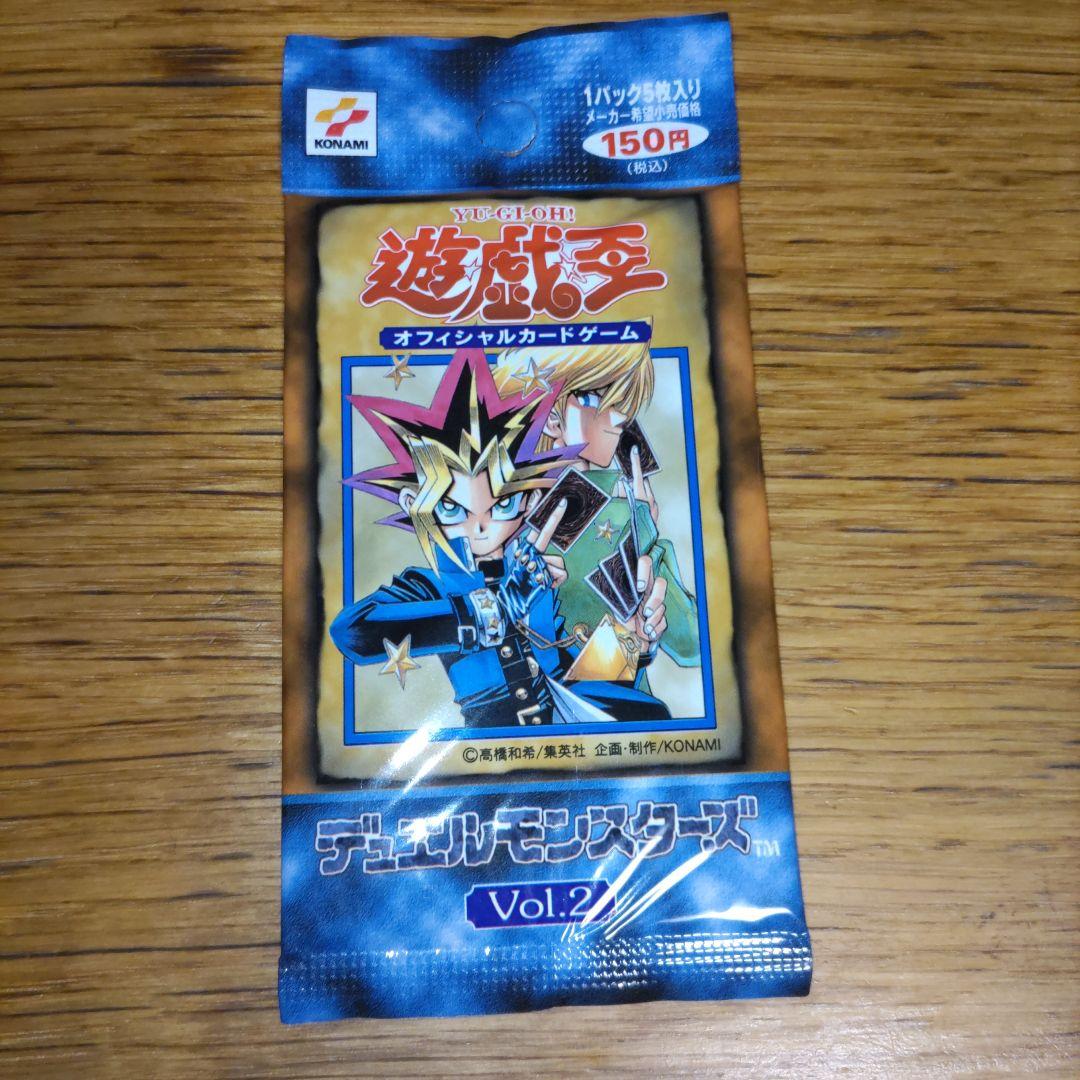 KONAMI
1パック5枚入り
メーカー希望小売価格
150円
(税込)
YU-GI-OH!
遊戯王
オフィシャルカードゲーム
©高橋和希/集英社 企画・制作/KONAMI
デュエルモンスターズ™
Vol.2